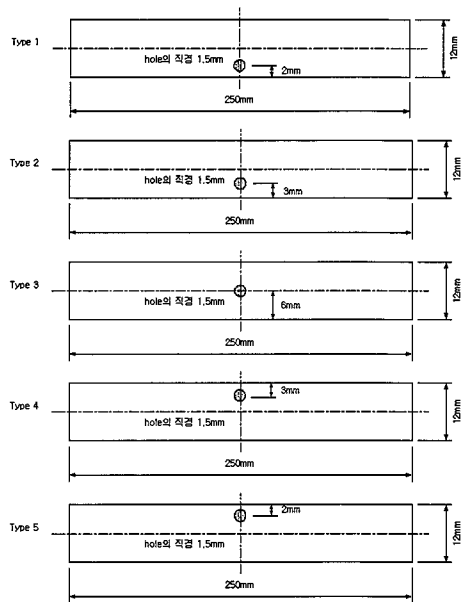 Type 1
hole의 직경 1.5mm
2mm
12mm
250mm
Type 2
hole의 직경 1.5mm
3mm
12mm
250mm
Type 3
hole의 직경 1.5mm
6mm
12mm
250mm
Type 4
3mm
hole의 직경 1.5mm
12mm
250mm
Type 5
2mm
hole의 직경 1.5mm
12mm
250mm